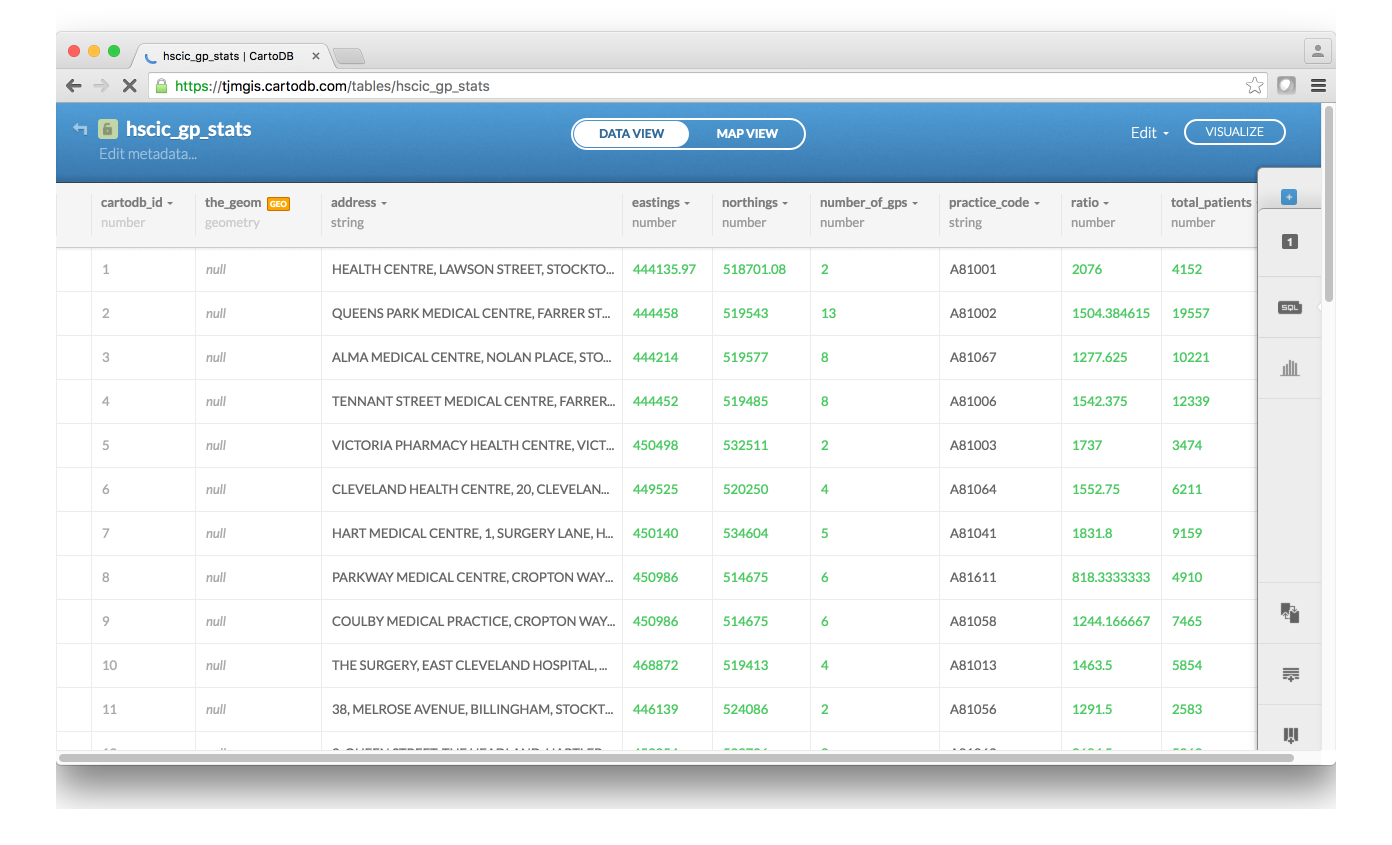 hscic_gp_stats | CartoDB
https://tjmgis.cartodb.com/tables/hscic_gp_stats
hscic_gp_stats
DATA VIEW MAP VIEW
Edit VISUALIZE
Edit metadata...
cartodb_id the_geom GEO address eastings northings number_of_gps practice_code ratio total_patients
number geometry string number number number string number number
1
SQL
1 null HEALTH CENTRE, LAWSON STREET, STOCKTO... 444135.97 518701.08 2 A81001 2076 4152
2 null QUEENS PARK MEDICAL CENTRE, FARRER ST... 444458 519543 13 A81002 1504.384615 19557
3 null ALMA MEDICAL CENTRE, NOLAN PLACE, STO... 444214 519577 8 A81067 1277.625 10221
4 null TENNANT STREET MEDICAL CENTRE, FARRER... 444452 519485 8 A81006 1542.375 12339
5 null VICTORIA PHARMACY HEALTH CENTRE, VICT... 450498 532511 2 A81003 1737 3474
6 null CLEVELAND HEALTH CENTRE, 20, CLEVELAN... 449525 520250 4 A81064 1552.75 6211
7 null HART MEDICAL CENTRE, 1, SURGERY LANE, H... 450140 534604 5 A81041 1831.8 9159
8 null PARKWAY MEDICAL CENTRE, CROPTON WAY... 450986 514675 6 A81611 818.3333333 4910
9 null COULBY MEDICAL PRACTICE, CROPTON WAY... 450986 514675 6 A81058 1244.166667 7465
10 null THE SURGERY, EAST CLEVELAND HOSPITAL, ... 468872 519413 4 A81013 1463.5 5854
11 null 38, MELROSE AVENUE, BILLINGHAM, STOCKT... 446139 524086 2 A81056 1291.5 2583